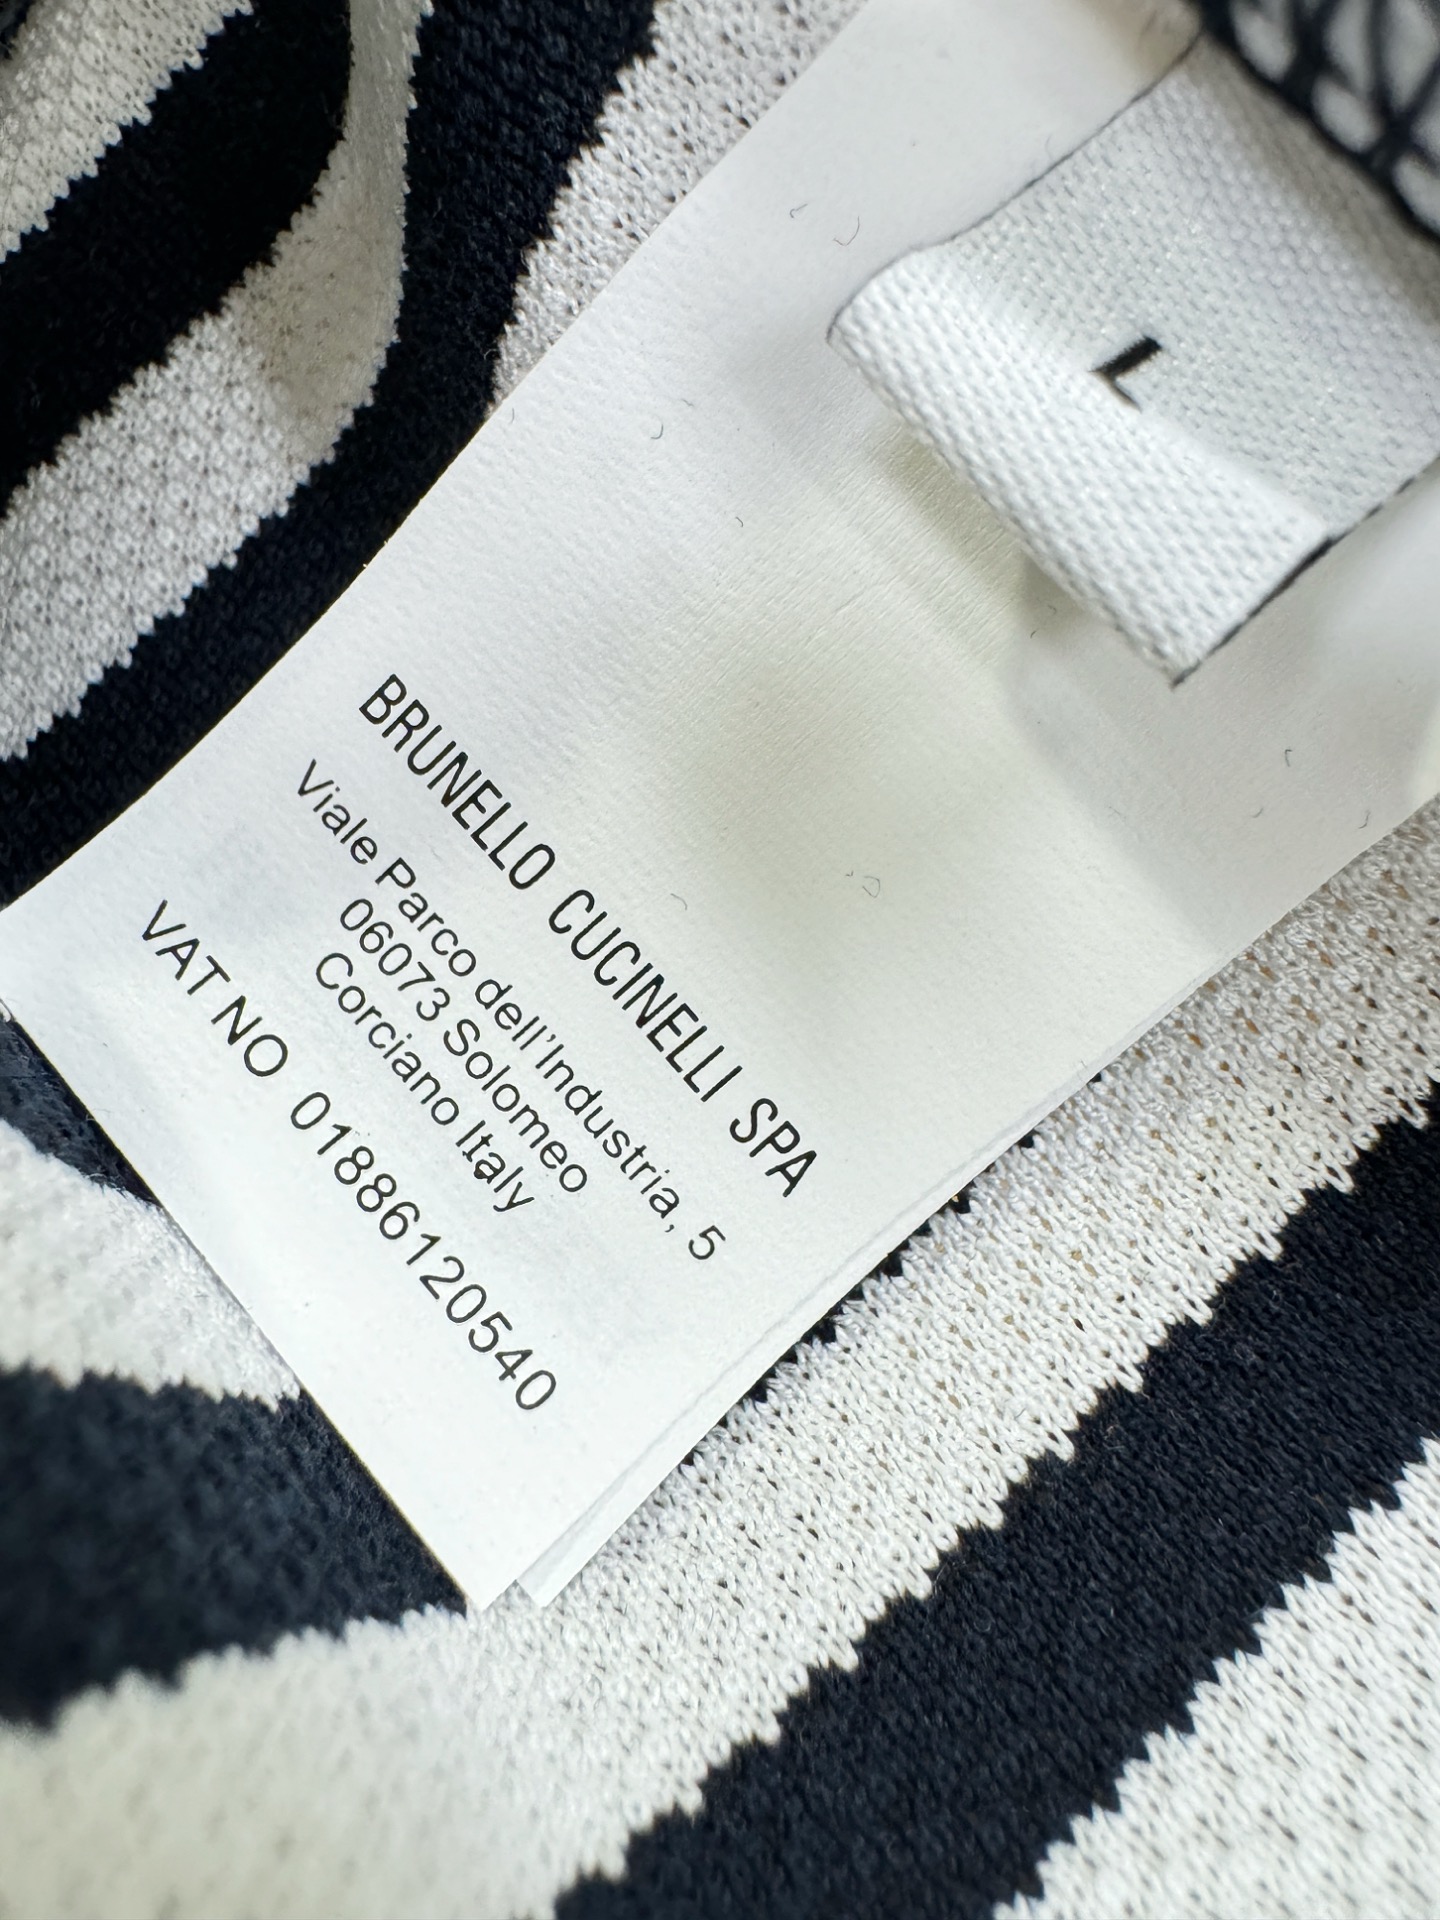 L
BRUNELLO CUCINELLI SPA
Viale Parco dell'Industria, 5
06073 Solomeo
Corciano Italy
VAT NO 01886120540